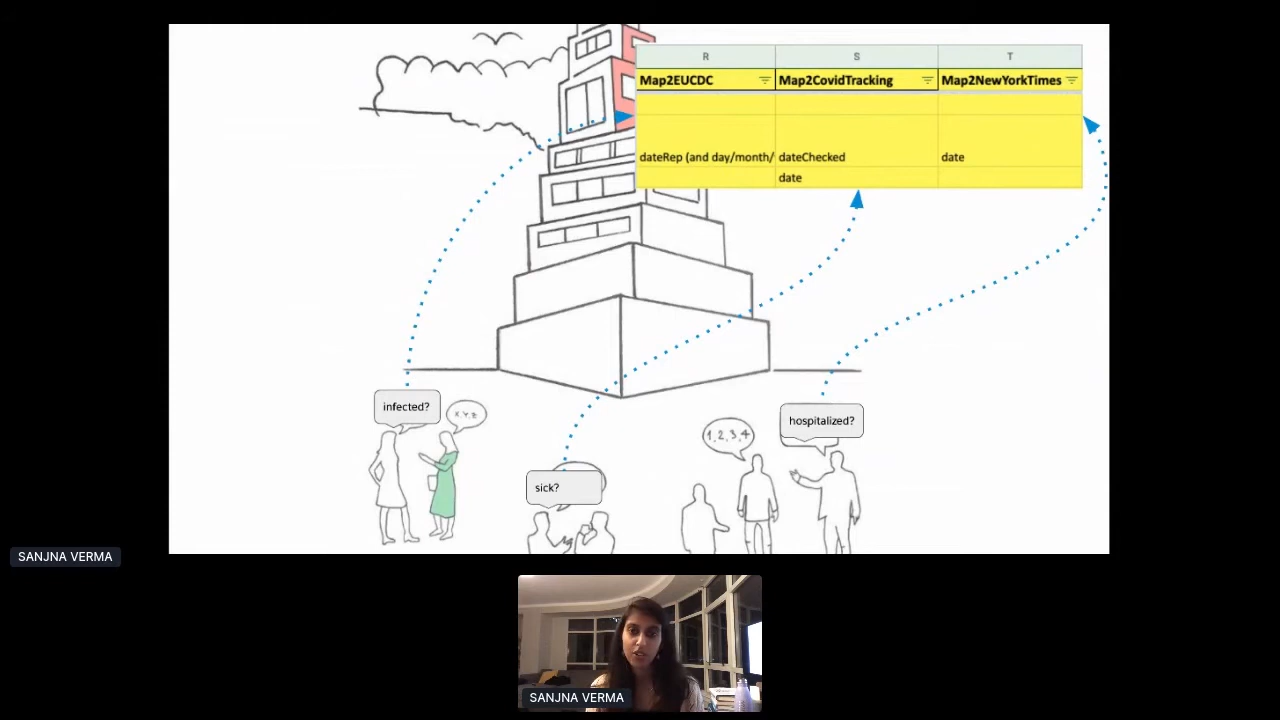 R S T
Map2EUCDC Map2CovidTracking Map2NewYorkTimes
dateRep (and day/month/ dateChecked date
date
infected?
X.Y.Z
hospitalized?
1,2,3,4
sick?
SANJNA VERMA
SANJNA VERMA